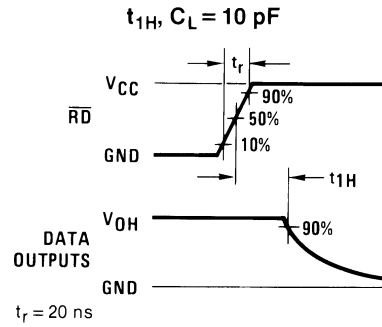 t1H, CL = 10 pF
tr
VCC
90%
RD
50%
10%
GND
t1H
VOH
90%
DATA
OUTPUTS
GND
tr = 20 ns